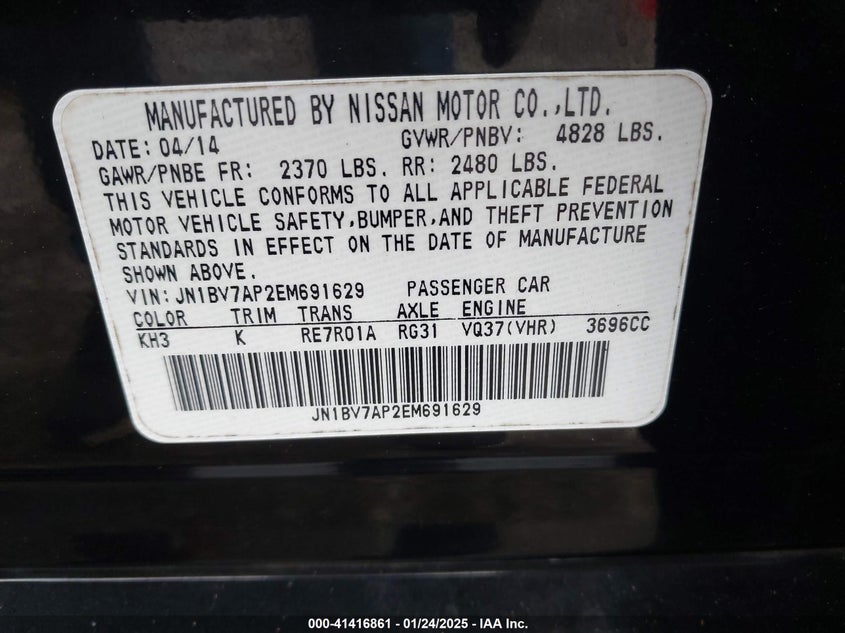 MANUFACTURED BY NISSAN MOTOR CO.,LTD.
DATE: 04/14 GVWR/PNBV: 4828 LBS.
GAWR/PNBE FR: 2370 LBS. RR: 2480 LBS.
THIS VEHICLE CONFORMS TO ALL APPLICABLE FEDERAL
MOTOR VEHICLE SAFETY,BUMPER,AND THEFT PREVENTION
STANDARDS IN EFFECT ON THE DATE OF MANUFACTURE
SHOWN ABOVE.
VIN: JN1BV7AP2EM691629 PASSENGER CAR
COLOR TRIM TRANS AXLE ENGINE
KH3 K RE7R01A RG31 VQ37(VHR) 3696CC
JN1BV7AP2EM691629
000-41416861 - 01/24/2025 - IAA Inc.